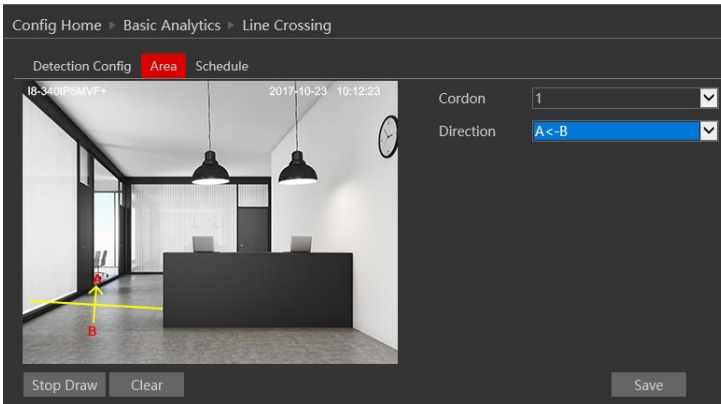 Config Home ▸ Basic Analytics ▸ Line Crossing
Detection Config Area Schedule
I8-340IP5MVF+ 2017-10-23 10:12:23
Cordon 1
Direction A<-B
A
B
Stop Draw Clear Save